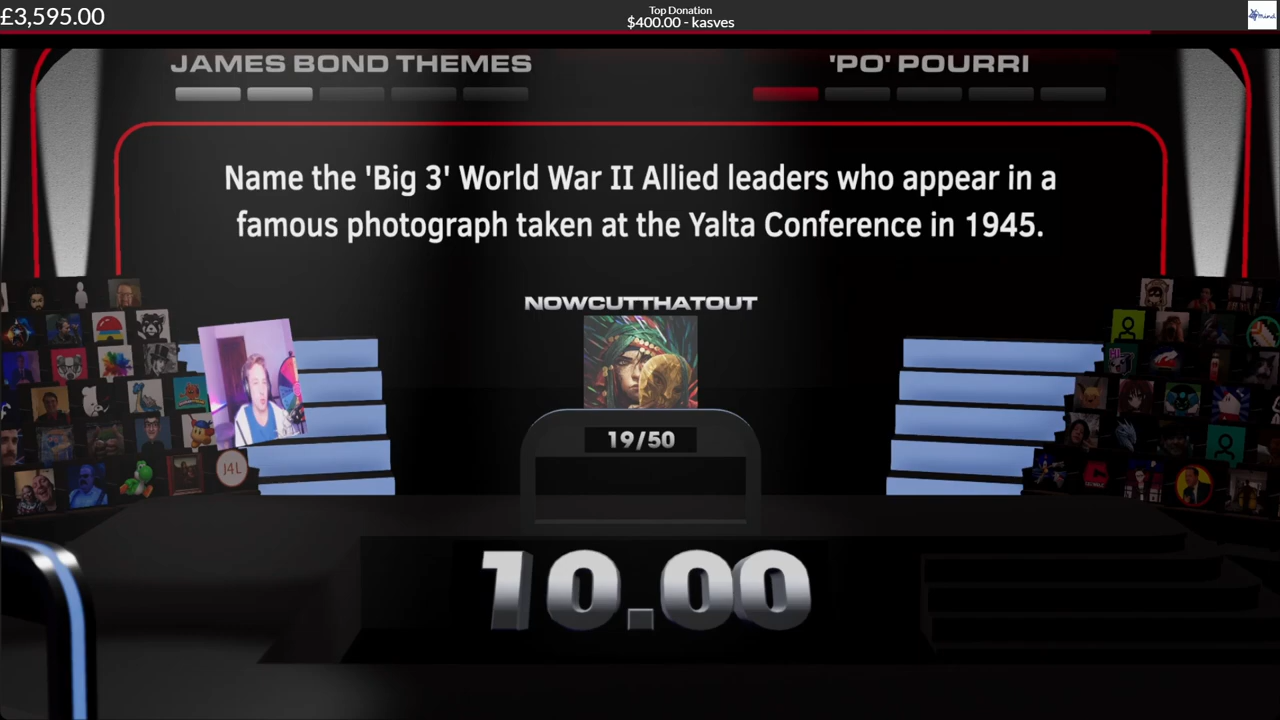 £3,595.00
Top Donation
$400.00 - kasves
mind
JAMES BOND THEMES
'PO' POURRI
Name the 'Big 3' World War II Allied leaders who appear in a
famous photograph taken at the Yalta Conference in 1945.
NOWCUTTHATOUT
19/50
J4L
10.00